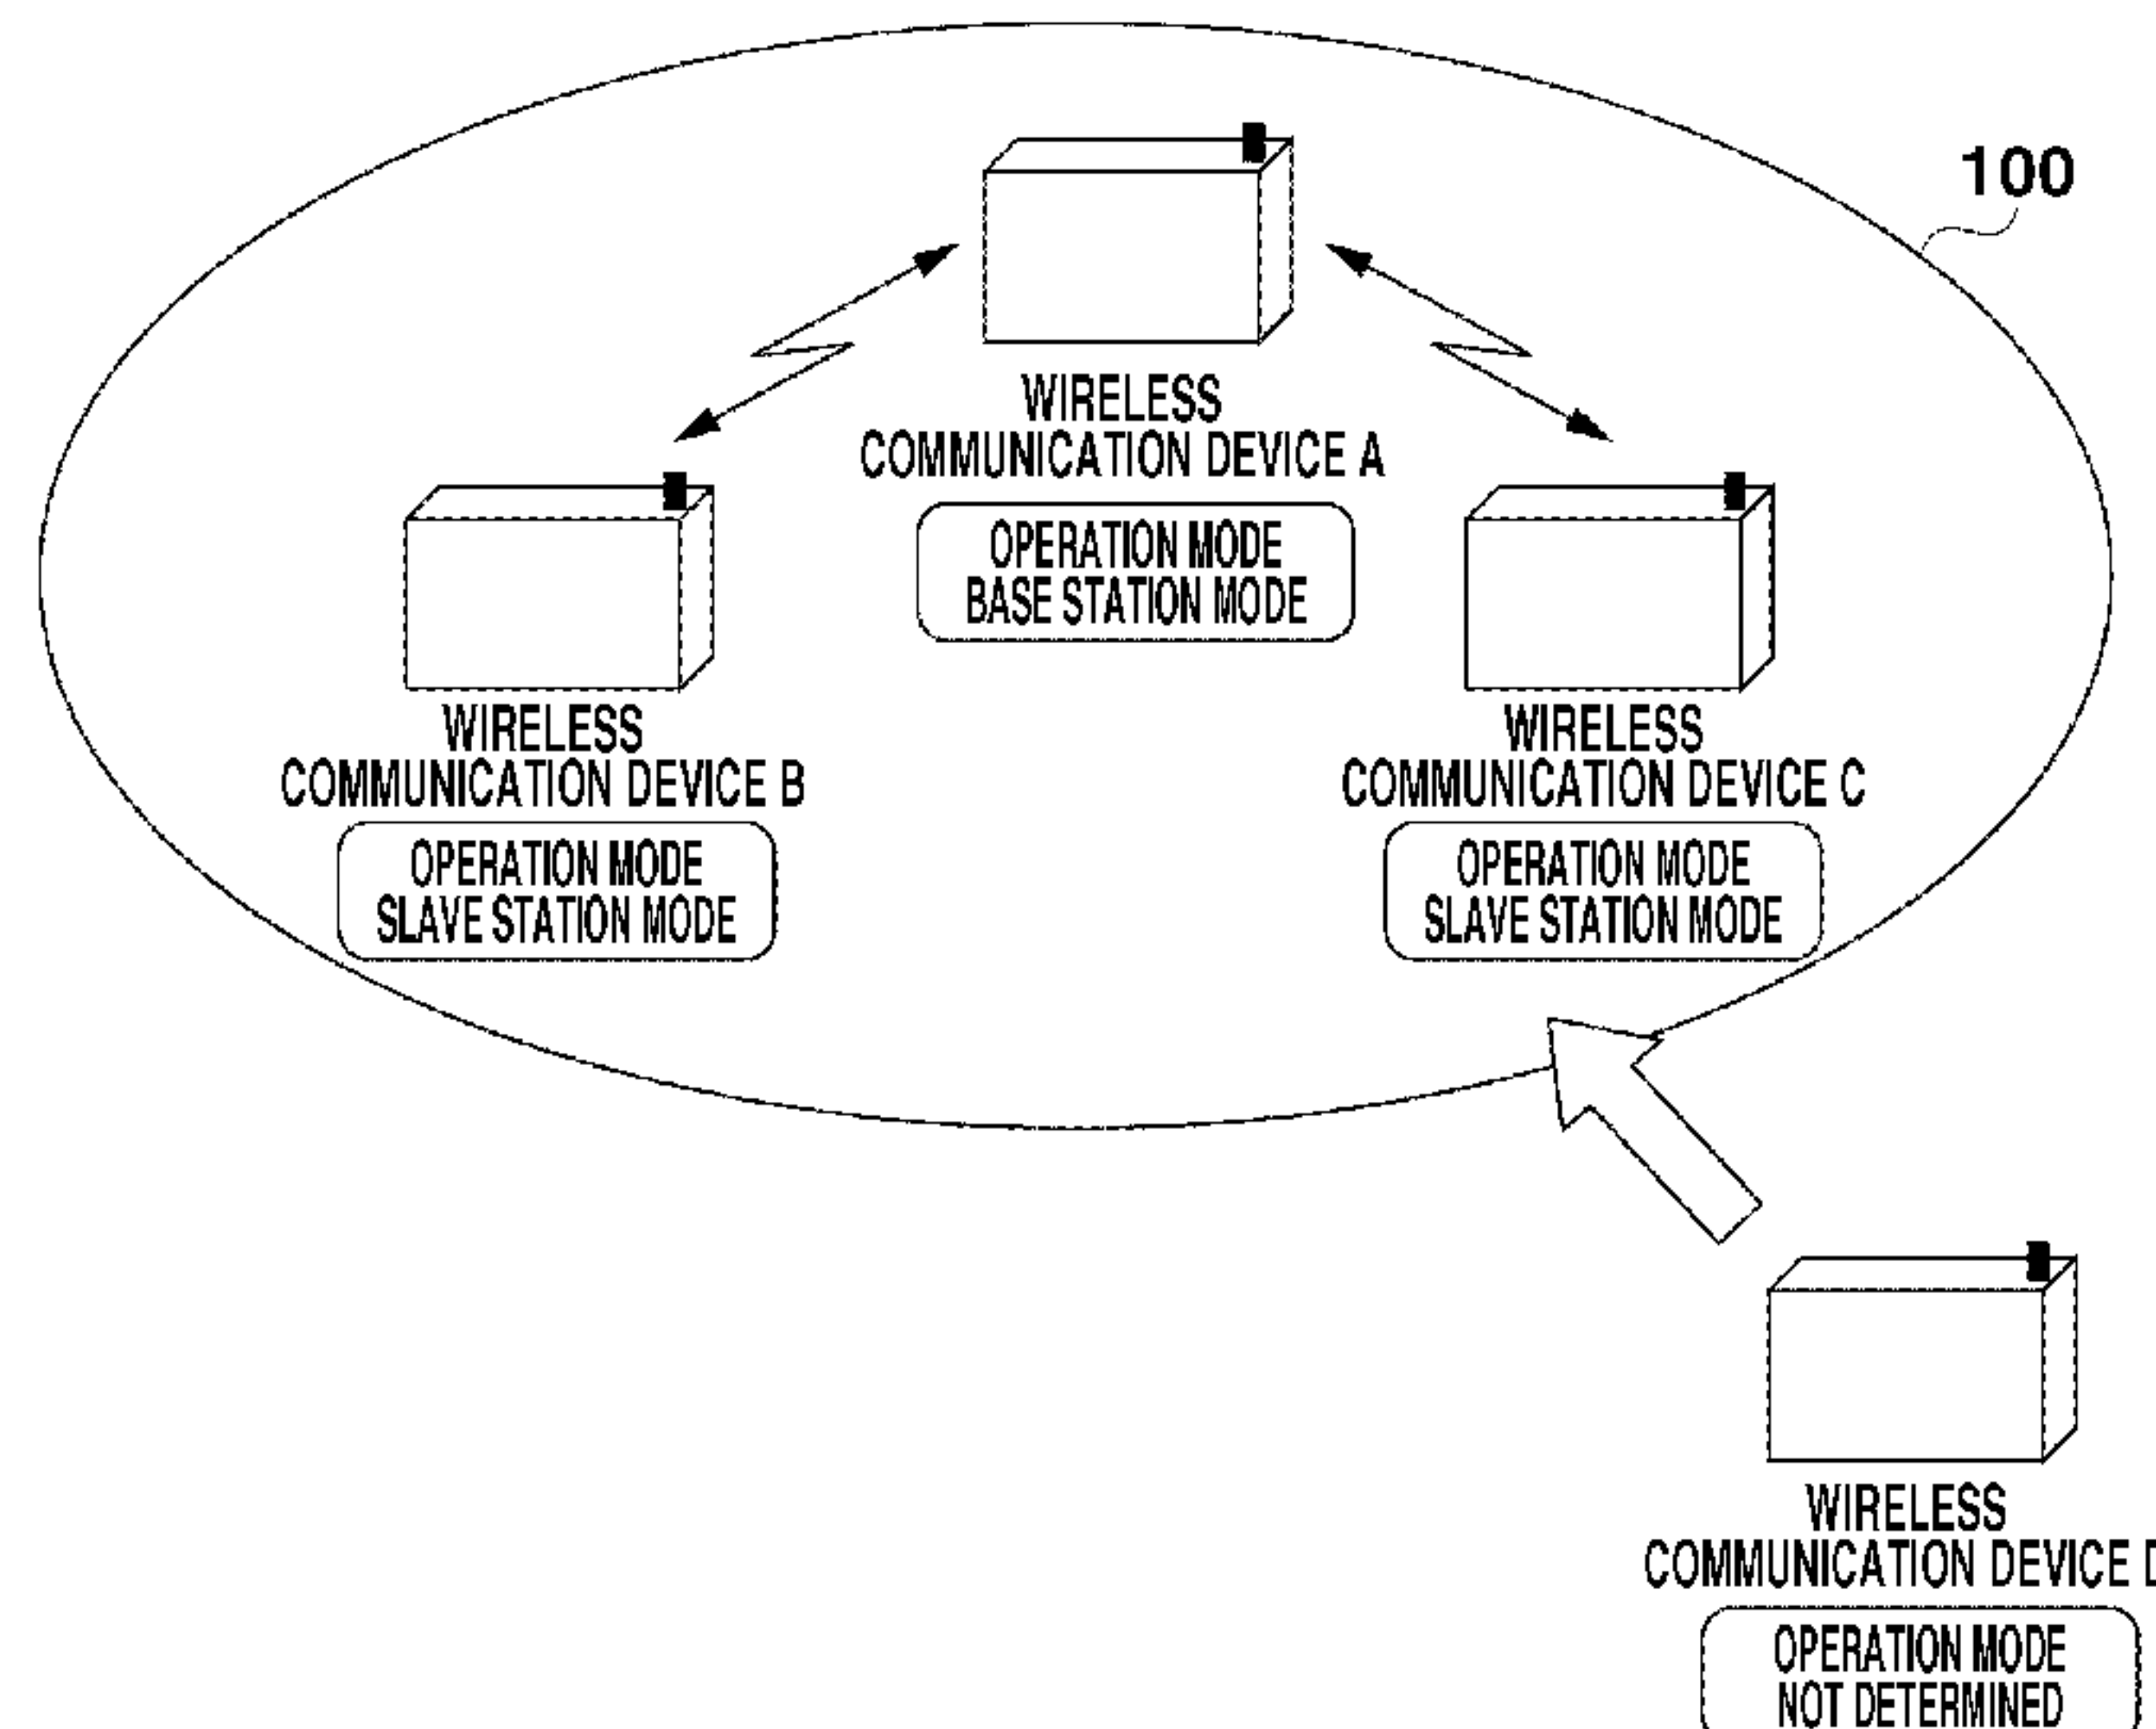 100
WIRELESS
COMMUNICATION DEVICE A
OPERATION MODE
BASE STATION MODE
WIRELESS
COMMUNICATION DEVICE B
OPERATION MODE
SLAVE STATION MODE
WIRELESS
COMMUNICATION DEVICE C
OPERATION MODE
SLAVE STATION MODE
WIRELESS
COMMUNICATION DEVICE D
OPERATION MODE
NOT DETERMINED